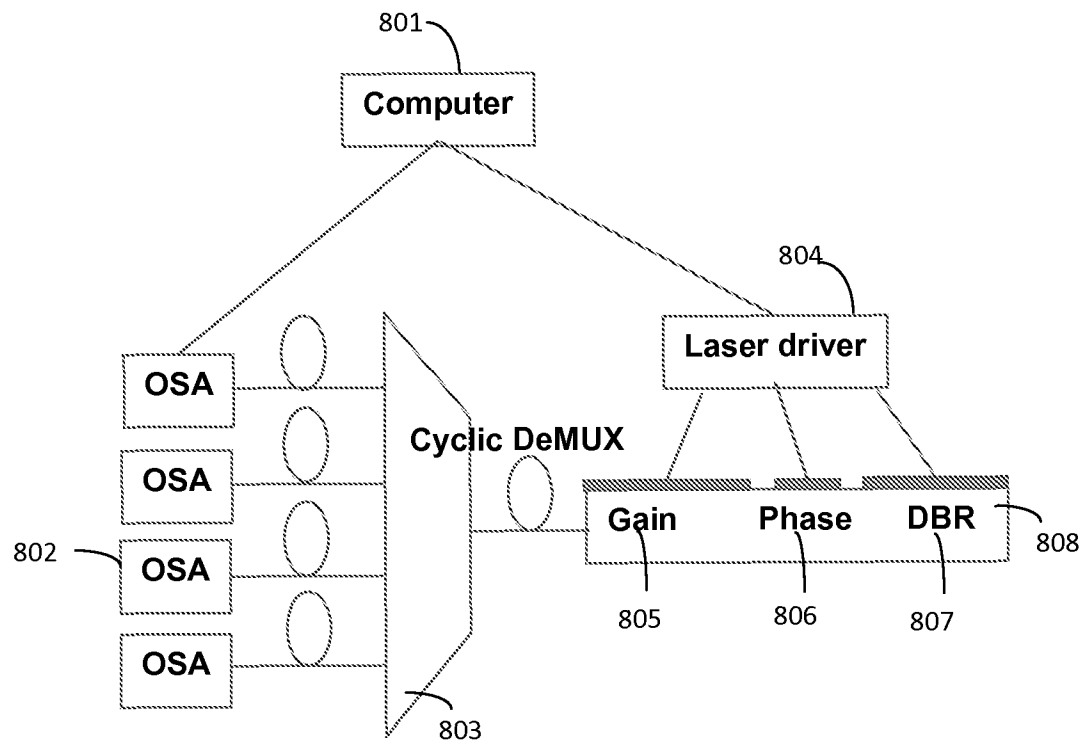 801
Computer
804
Laser driver
OSA
Cyclic DeMUX
OSA
Gain Phase DBR
808
802
OSA
805
806
807
OSA
803